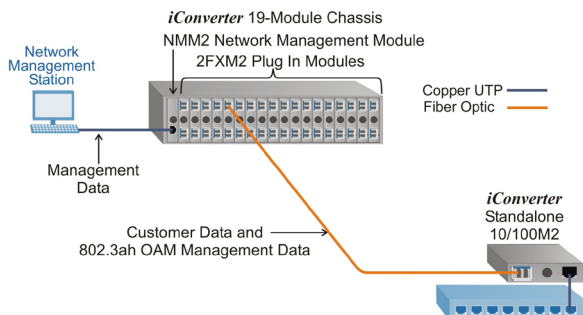 iConverter 19-Module Chassis
NMM2 Network Management Module
2FXM2 Plug In Modules
Network
Management
Station
Copper UTP
Fiber Optic
Management
Data
Customer Data and
802.3ah OAM Management Data
iConverter
Standalone
10/100M2